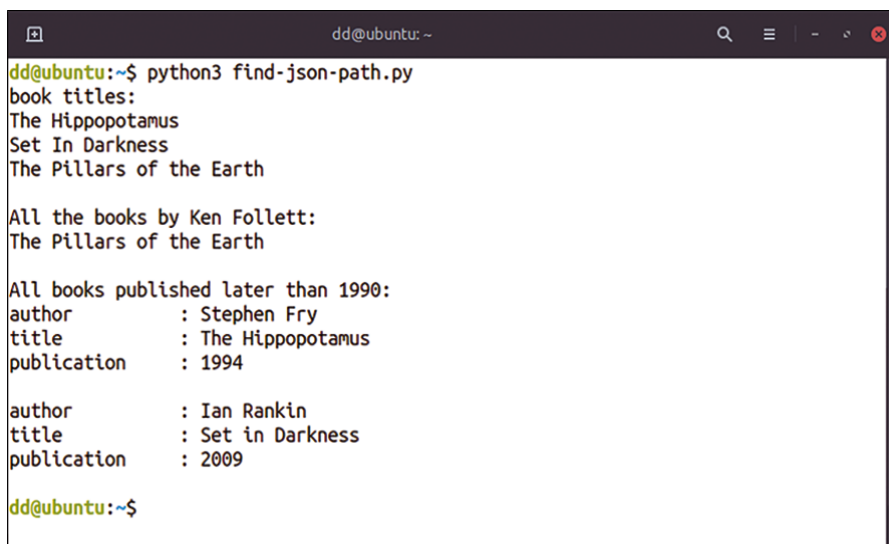 dd@ubuntu: ~
dd@ubuntu:~$ python3 find-json-path.py
book titles:
The Hippopotamus
Set In Darkness
The Pillars of the Earth
All the books by Ken Follett:
The Pillars of the Earth
All books published later than 1990:
author : Stephen Fry
title : The Hippopotamus
publication : 1994
author : Ian Rankin
title : Set in Darkness
publication : 2009
dd@ubuntu:~$